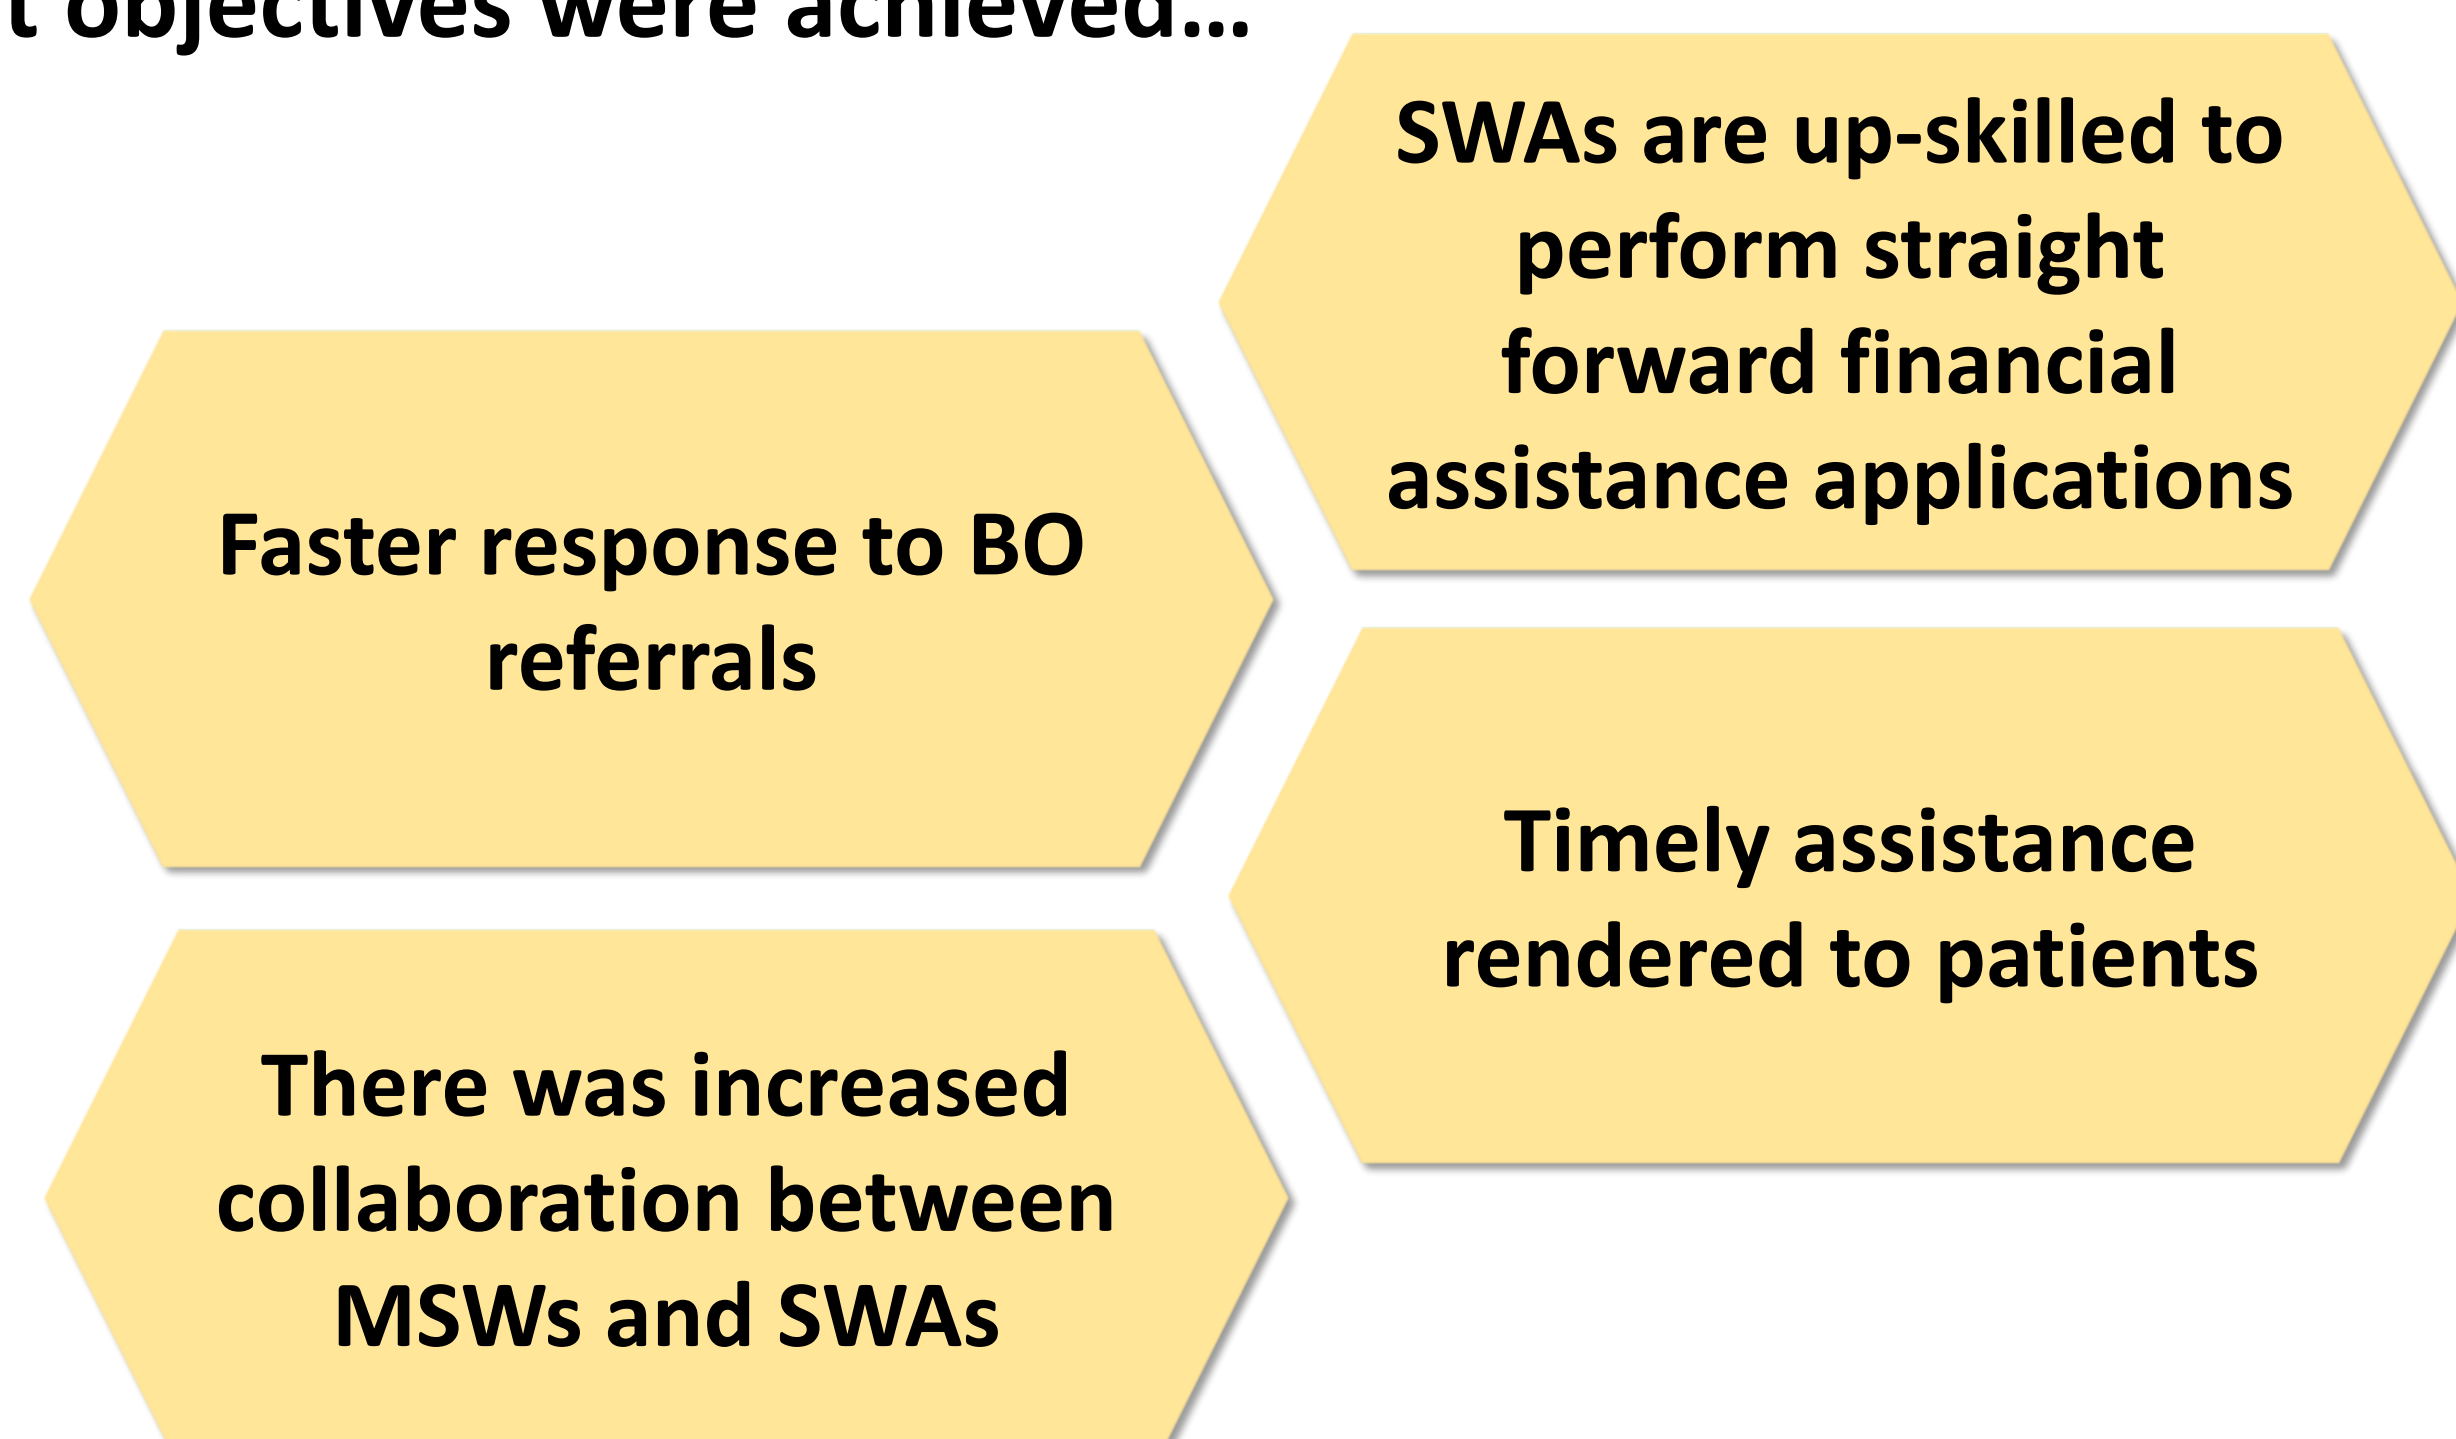 t objectives were achieved...
SWAs are up-skilled to
perform straight
forward financial
assistance applications
Faster response to BO
referrals
Timely assistance
rendered to patients
There was increased
collaboration between
MSWs and SWAs